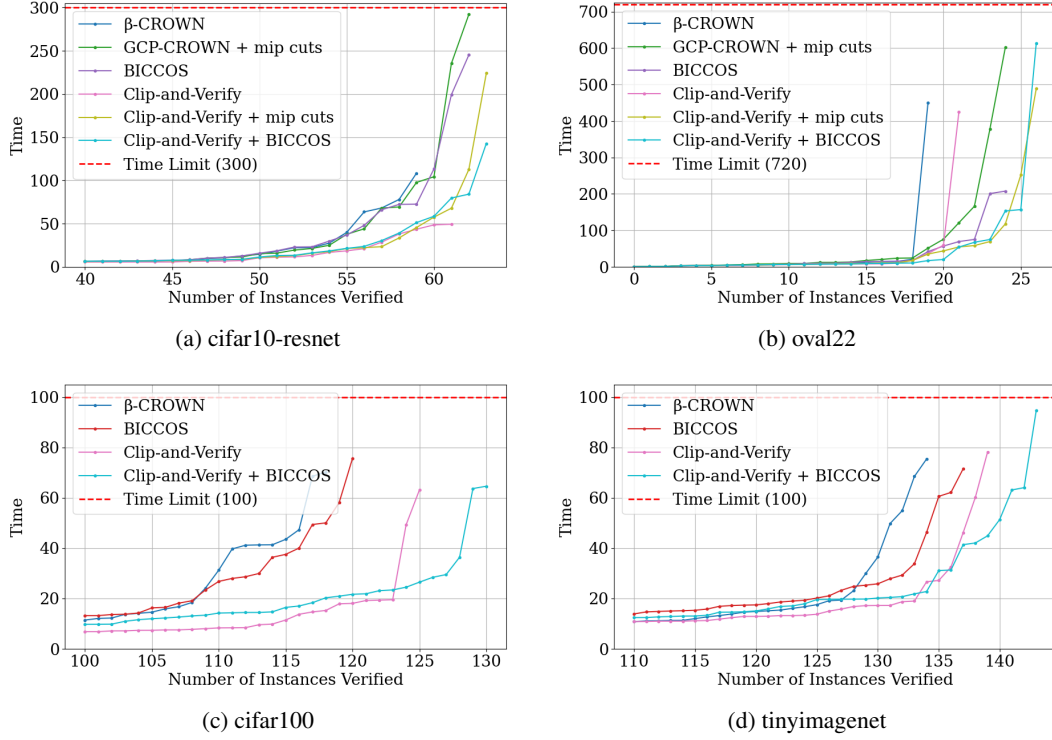 β-CROWN
GCP-CROWN + mip cuts
BICCOS
Clip-and-Verify
Clip-and-Verify + mip cuts
Clip-and-Verify + BICCOS
Time Limit (300)
Time
300
250
200
150
100
50
0
40 45 50 55 60
Number of Instances Verified
(a) cifar10-resnet
β-CROWN
GCP-CROWN + mip cuts
BICCOS
Clip-and-Verify
Clip-and-Verify + mip cuts
Clip-and-Verify + BICCOS
Time Limit (720)
Time
700
600
500
400
300
200
100
0
0 5 10 15 20 25
Number of Instances Verified
(b) oval22
β-CROWN
BICCOS
Clip-and-Verify
Clip-and-Verify + BICCOS
Time Limit (100)
Time
100
80
60
40
20
0
100 105 110 115 120 125 130
Number of Instances Verified
(c) cifar100
β-CROWN
BICCOS
Clip-and-Verify
Clip-and-Verify + BICCOS
Time Limit (100)
Time
100
80
60
40
20
0
110 115 120 125 130 135 140
Number of Instances Verified
(d) tinyimagenet